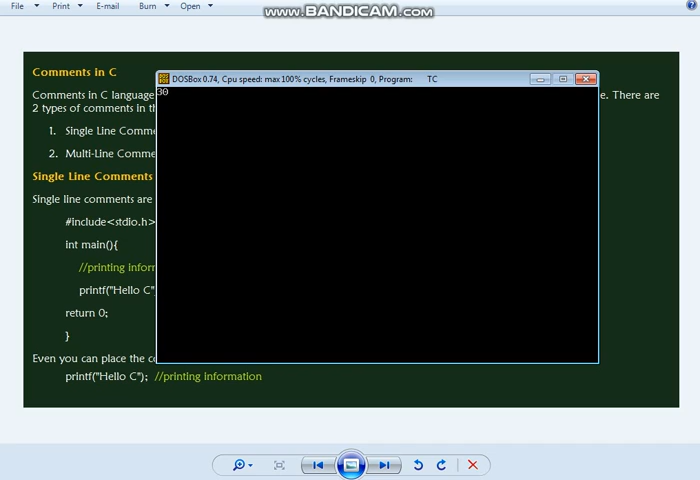 File Print E-mail Burn Open
www.BANDICAM.com
Comments in C
Comments in C language
e. There are
2 types of comments in th
1. Single Line Comme
2. Multi-Line Comme
Single Line Comments
Single line comments are
#include<stdio.h>
int main(){
//printing inform
printf("Hello C"
return 0;
}
Even you can place the co
printf("Hello C"); //printing information
DOSBox 0.74, Cpu speed: max 100% cycles, Frameskip 0, Program: TC
30